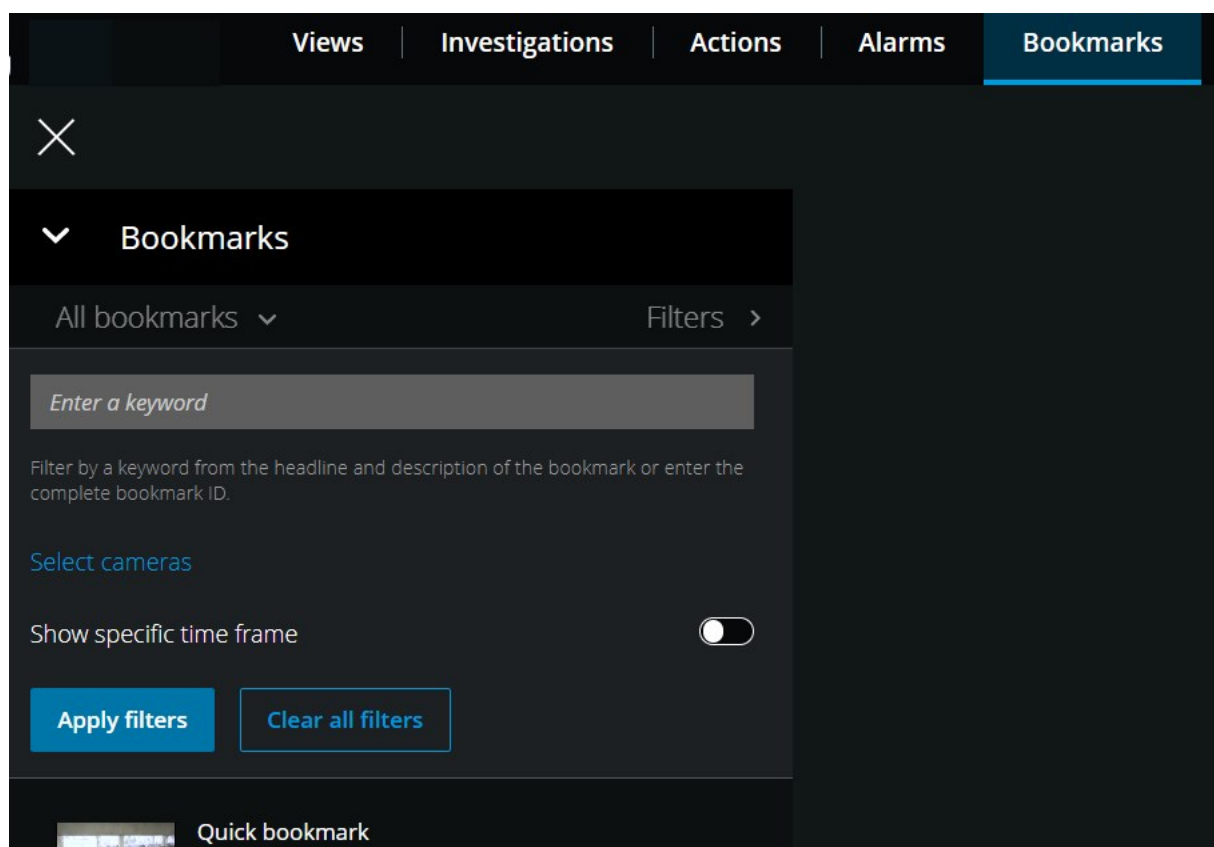 Views Investigations Actions Alarms Bookmarks
Bookmarks
All bookmarks Filters
Enter a keyword
Filter by a keyword from the headline and description of the bookmark or enter the
complete bookmark ID.
Select cameras
Show specific time frame
Apply filters Clear all filters
Quick bookmark